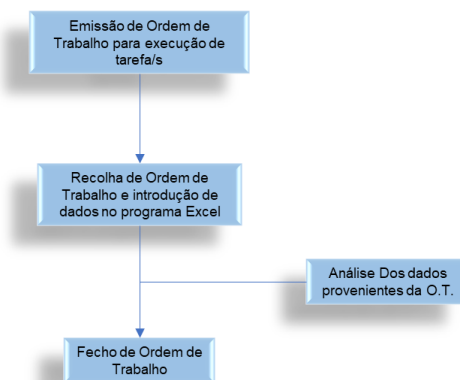 Emissão de Ordem de
Trabalho para execução de
tarefa/s
Recolha de Ordem de
Trabalho e introdução de
dados no programa Excel
Análise Dos dados
provenientes da O.T.
Fecho de Ordem de
Trabalho